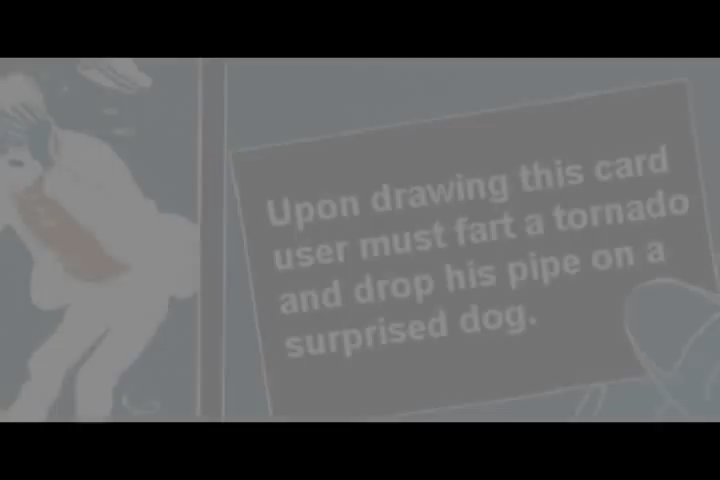 Upon drawing this card
user must fart a tornado
and drop his pipe on a
surprised dog.